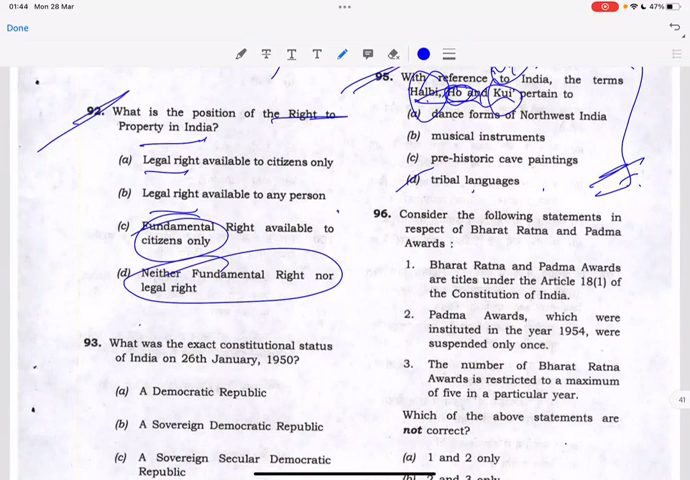 01:44 Mon 28 Mar
47%
Done
92. What is the position of the Right to
Property in India?
(a) Legal right available to citizens only
(b) Legal right available to any person
(c) Fundamental Right available to
citizens only
(d) Neither Fundamental Right nor
legal right
93. What was the exact constitutional status
of India on 26th January, 1950?
(a) A Democratic Republic
(b) A Sovereign Democratic Republic
(c) A Sovereign Secular Democratic
Republic
95. With reference to India, the terms
'Halbi, Ho and Kui' pertain to
(a) dance forms of Northwest India
(b) musical instruments
(c) pre-historic cave paintings
(d) tribal languages
96. Consider the following statements in
respect of Bharat Ratna and Padma
Awards :
1. Bharat Ratna and Padma Awards
are titles under the Article 18(1) of
the Constitution of India.
2. Padma Awards, which were
instituted in the year 1954, were
suspended only once.
3. The number of Bharat Ratna
Awards is restricted to a maximum
of five in a particular year.
Which of the above statements are
not correct?
(a) 1 and 2 only
(b) 2 and 3 only
41